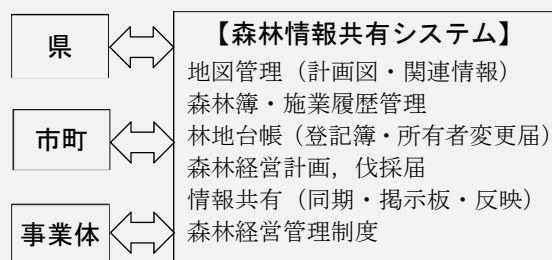 県
市町
事業体
【森林情報共有システム】
地図管理（計画図・関連情報）
森林簿・施業履歴管理
林地台帳（登記簿・所有者変更届）
森林経営計画，伐採届
情報共有（同期・掲示板・反映）
森林経営管理制度